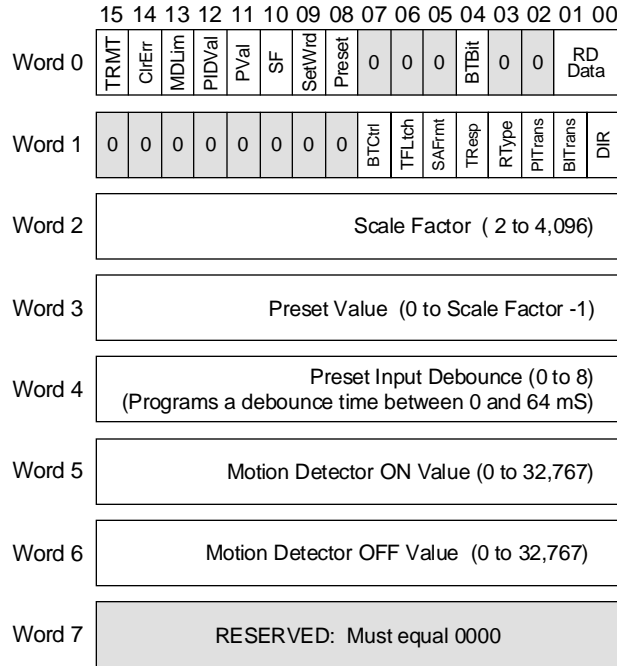 15 14 13 12 11 10 09 08 07 06 05 04 03 02 01 00
Word 0 TRMT ClrErr MDLim PIDVal PVal SF SetWrd Preset 0 0 0 BTBit 0 0 RD Data
Word 1 0 0 0 0 0 0 0 0 BTCtrl TFLtch SAFrmt TResp RType PITrans BITrans DIR
Word 2 Scale Factor ( 2 to 4,096)
Word 3 Preset Value (0 to Scale Factor -1)
Word 4 Preset Input Debounce (0 to 8)
(Programs a debounce time between 0 and 64 mS)
Word 5 Motion Detector ON Value (0 to 32,767)
Word 6 Motion Detector OFF Value (0 to 32,767)
Word 7 RESERVED: Must equal 0000